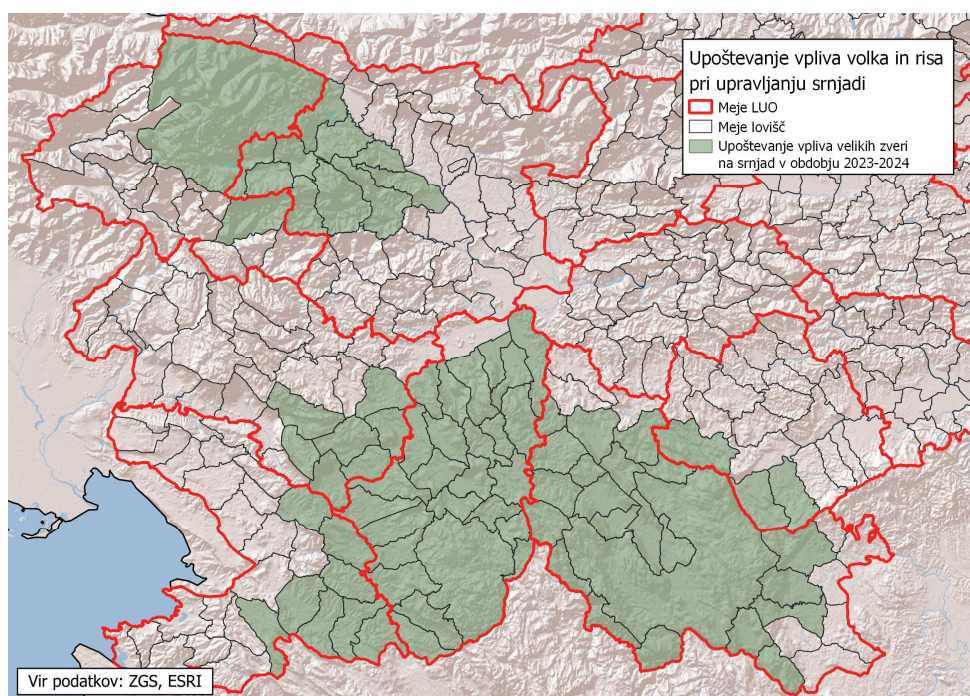 Upoštevanje vpliva volka in risa
pri upravljanju srnjadi
Meje LUO
Meje lovišč
Upoštevanje vpliva velikih zveri
na srnjad v obdobju 2023-2024
Vir podatkov: ZGS, ESRI